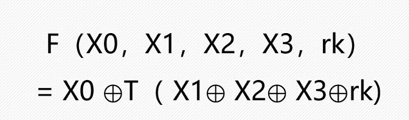 F（X0，X1，X2，X3，rk）
= X0 ⊕T（ X1⊕ X2⊕ X3⊕rk)